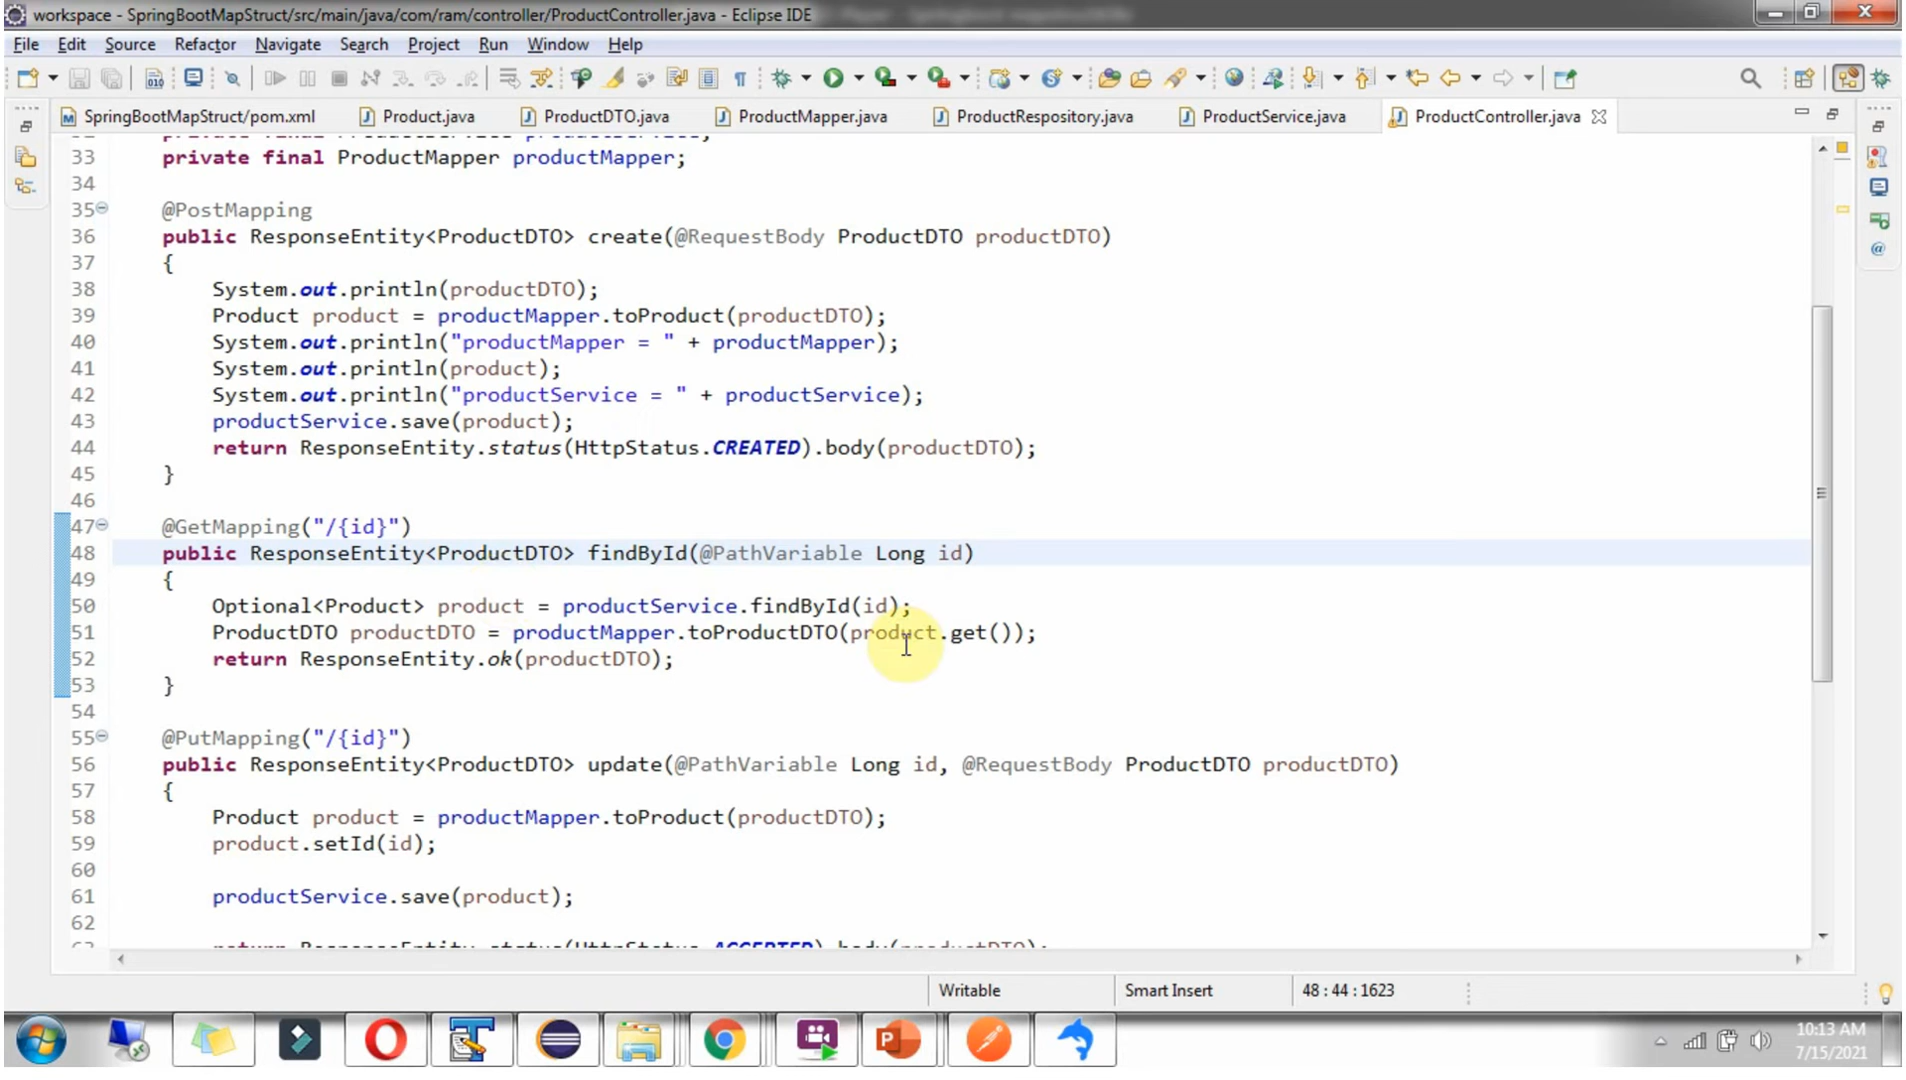 workspace - SpringBootMapStruct/src/main/java/com/ram/controller/ProductController.java - Eclipse IDE
File Edit Source Refactor Navigate Search Project Run Window Help
SpringBootMapStruct/pom.xml Product.java ProductDTO.java ProductMapper.java ProductRespository.java ProductService.java ProductController.java
33 private final ProductMapper productMapper;
34
35 @PostMapping
36 public ResponseEntity<ProductDTO> create(@RequestBody ProductDTO productDTO)
37 {
38 System.out.println(productDTO);
39 Product product = productMapper.toProduct(productDTO);
40 System.out.println("productMapper = " + productMapper);
41 System.out.println(product);
42 System.out.println("productService = " + productService);
43 productService.save(product);
44 return ResponseEntity.status(HttpStatus.CREATED).body(productDTO);
45 }
46
47 @GetMapping("/{id}")
48 public ResponseEntity<ProductDTO> findById(@PathVariable Long id)
49 {
50 Optional<Product> product = productService.findById(id);
51 ProductDTO productDTO = productMapper.toProductDTO(product.get());
52 return ResponseEntity.ok(productDTO);
53 }
54
55 @PutMapping("/{id}")
56 public ResponseEntity<ProductDTO> update(@PathVariable Long id, @RequestBody ProductDTO productDTO)
57 {
58 Product product = productMapper.toProduct(productDTO);
59 product.setId(id);
60
61 productService.save(product);
62
63 return ResponseEntity.status(HttpStatus.ACCEPTED).body(productDTO);
Writable Smart Insert 48 : 44 : 1623
10:13 AM
7/15/2021